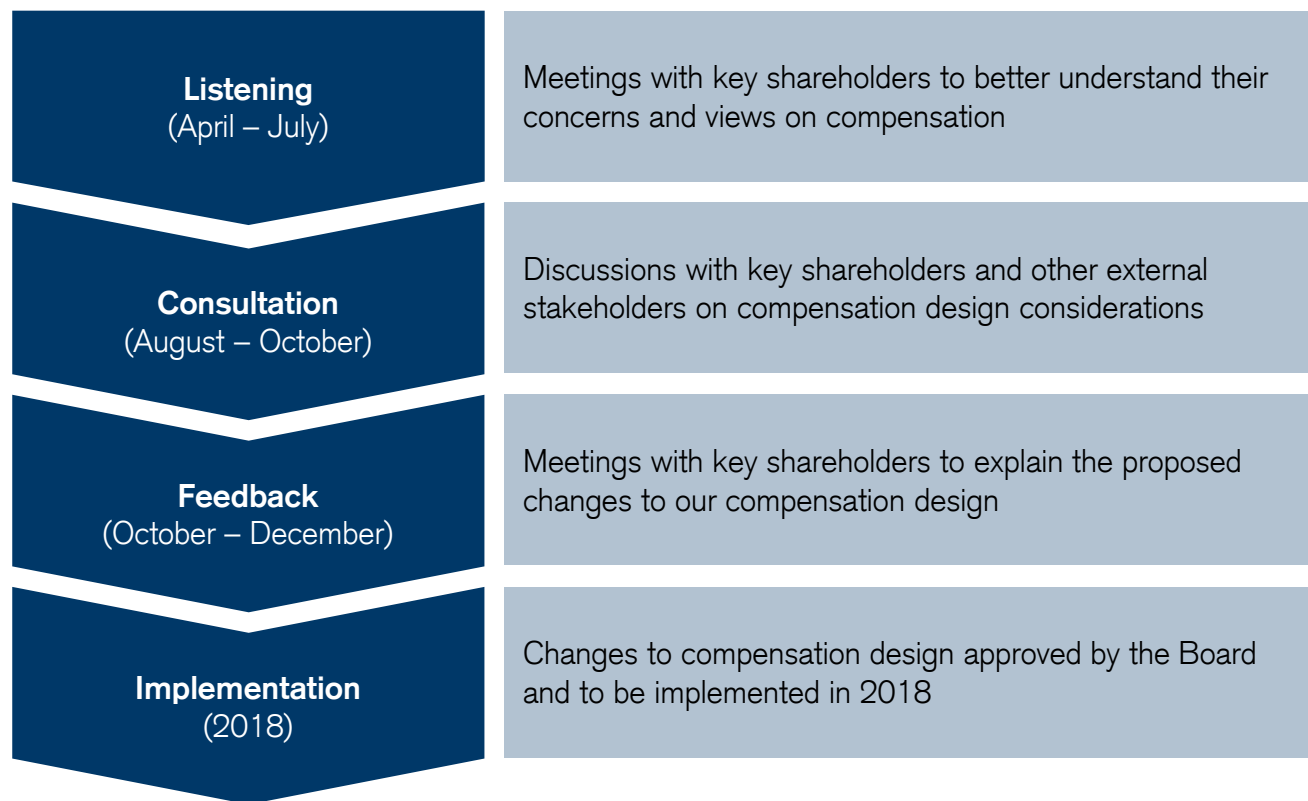 Listening
(April – July)
Meetings with key shareholders to better understand their
concerns and views on compensation
Consultation
(August – October)
Discussions with key shareholders and other external
stakeholders on compensation design considerations
Feedback
(October – December)
Meetings with key shareholders to explain the proposed
changes to our compensation design
Implementation
(2018)
Changes to compensation design approved by the Board
and to be implemented in 2018